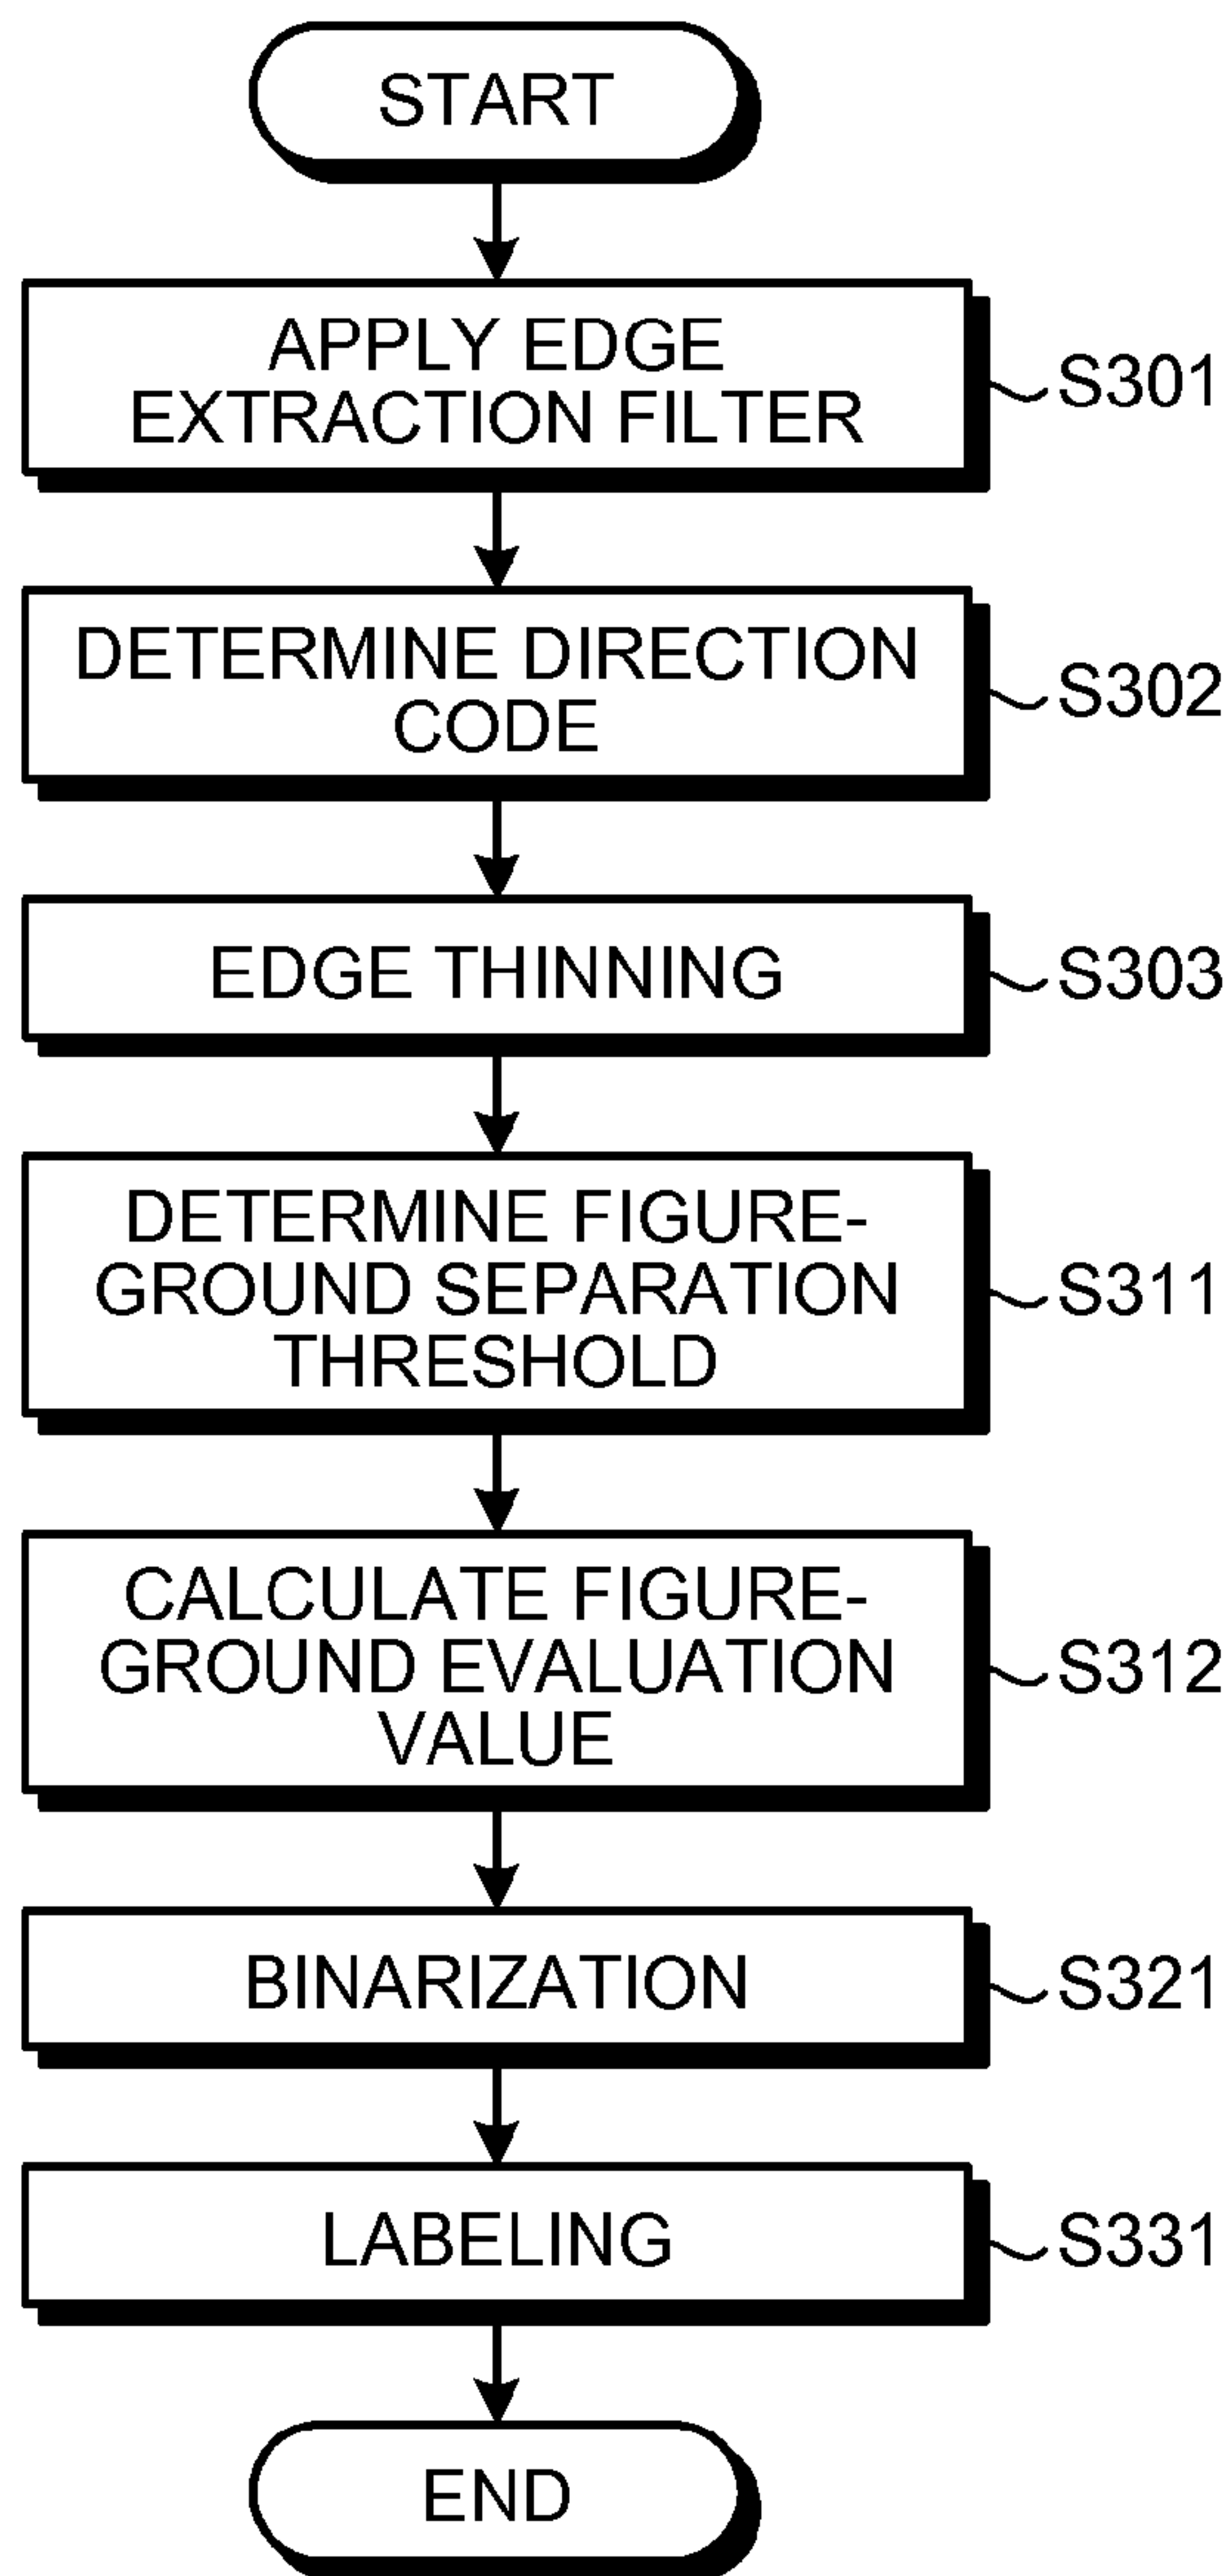 START
APPLY EDGE
EXTRACTION FILTER
S301
DETERMINE DIRECTION
CODE
S302
EDGE THINNING
S303
DETERMINE FIGURE-
GROUND SEPARATION
THRESHOLD
S311
CALCULATE FIGURE-
GROUND EVALUATION
VALUE
S312
BINARIZATION
S321
LABELING
S331
END